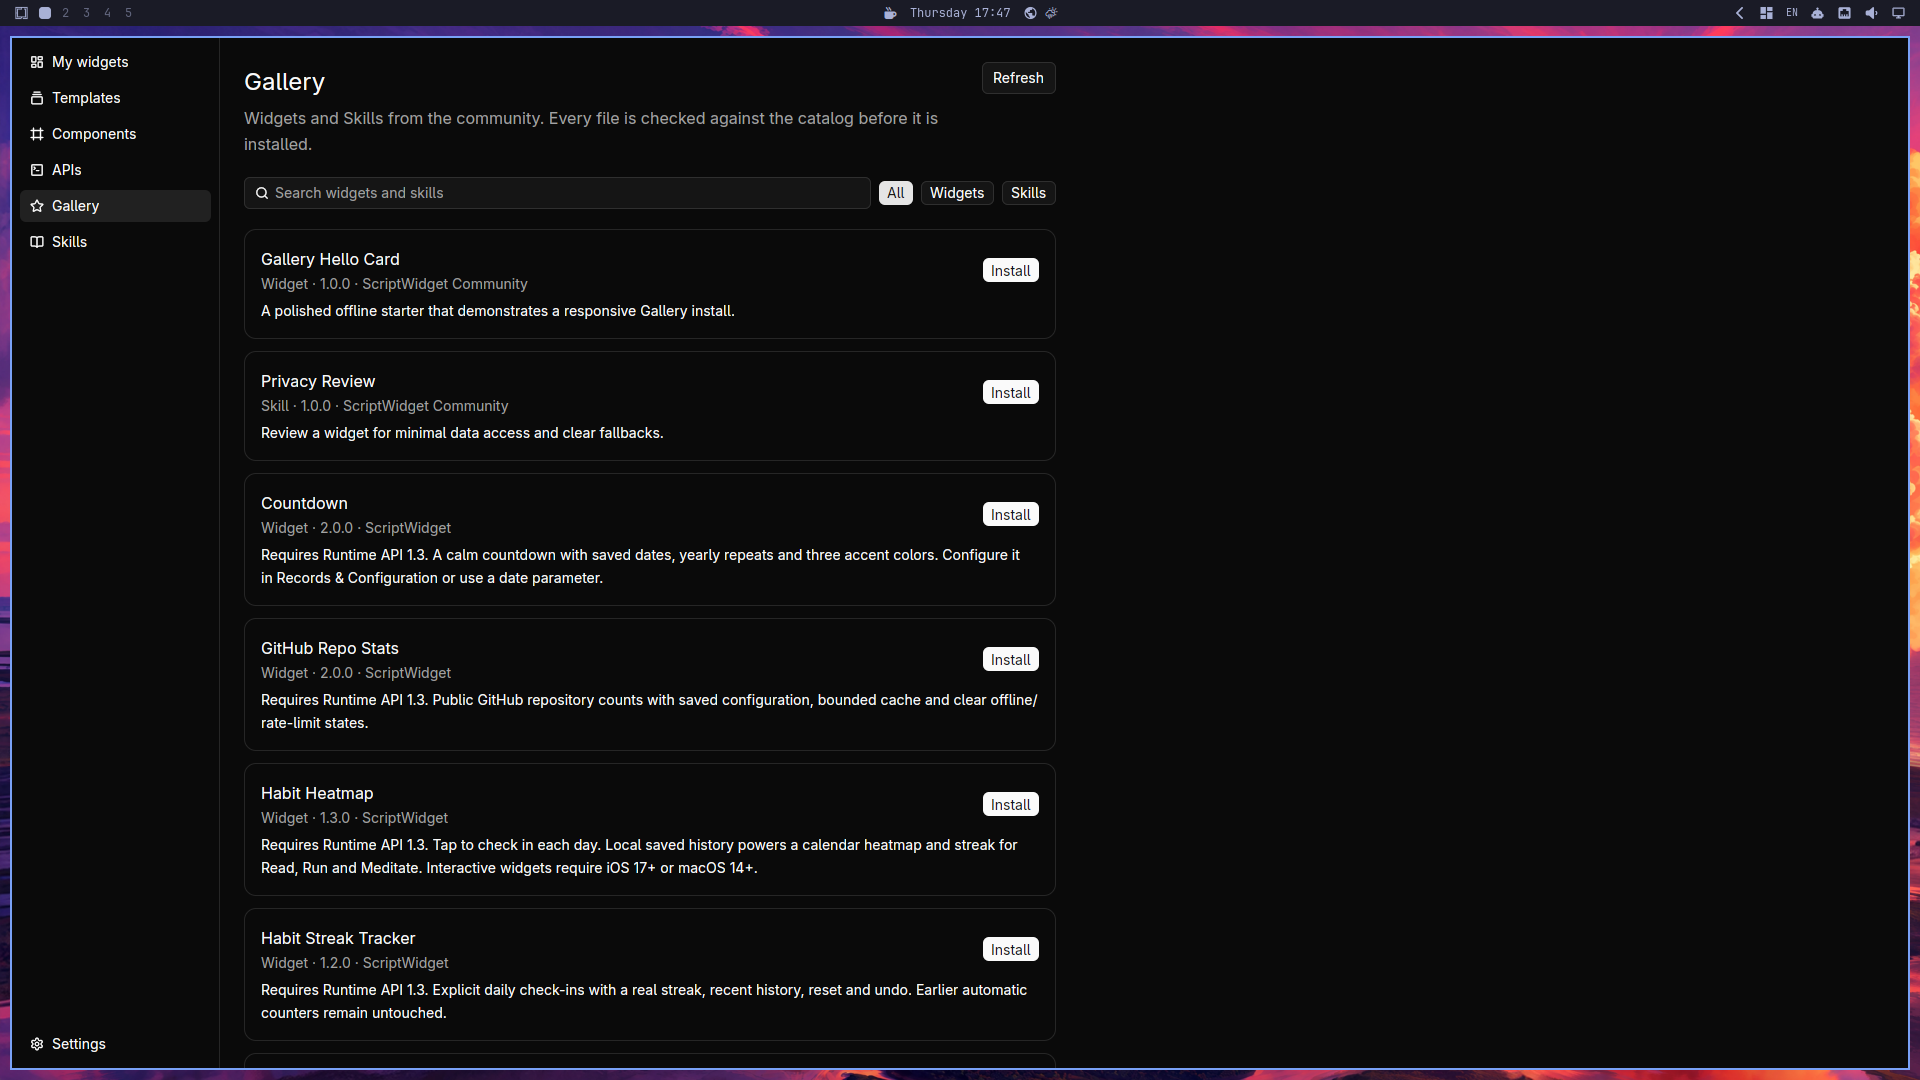 2 3 4 5
Thursday 17:47
EN
My widgets
Templates
Components
APIs
Gallery
Skills
Settings
Gallery
Refresh
Widgets and Skills from the community. Every file is checked against the catalog before it is
installed.
Search widgets and skills
All
Widgets
Skills
Gallery Hello Card
Install
Widget · 1.0.0 · ScriptWidget Community
A polished offline starter that demonstrates a responsive Gallery install.
Privacy Review
Install
Skill · 1.0.0 · ScriptWidget Community
Review a widget for minimal data access and clear fallbacks.
Countdown
Install
Widget · 2.0.0 · ScriptWidget
Requires Runtime API 1.3. A calm countdown with saved dates, yearly repeats and three accent colors. Configure it
in Records & Configuration or use a date parameter.
GitHub Repo Stats
Install
Widget · 2.0.0 · ScriptWidget
Requires Runtime API 1.3. Public GitHub repository counts with saved configuration, bounded cache and clear offline/
rate-limit states.
Habit Heatmap
Install
Widget · 1.3.0 · ScriptWidget
Requires Runtime API 1.3. Tap to check in each day. Local saved history powers a calendar heatmap and streak for
Read, Run and Meditate. Interactive widgets require iOS 17+ or macOS 14+.
Habit Streak Tracker
Install
Widget · 1.2.0 · ScriptWidget
Requires Runtime API 1.3. Explicit daily check-ins with a real streak, recent history, reset and undo. Earlier automatic
counters remain untouched.